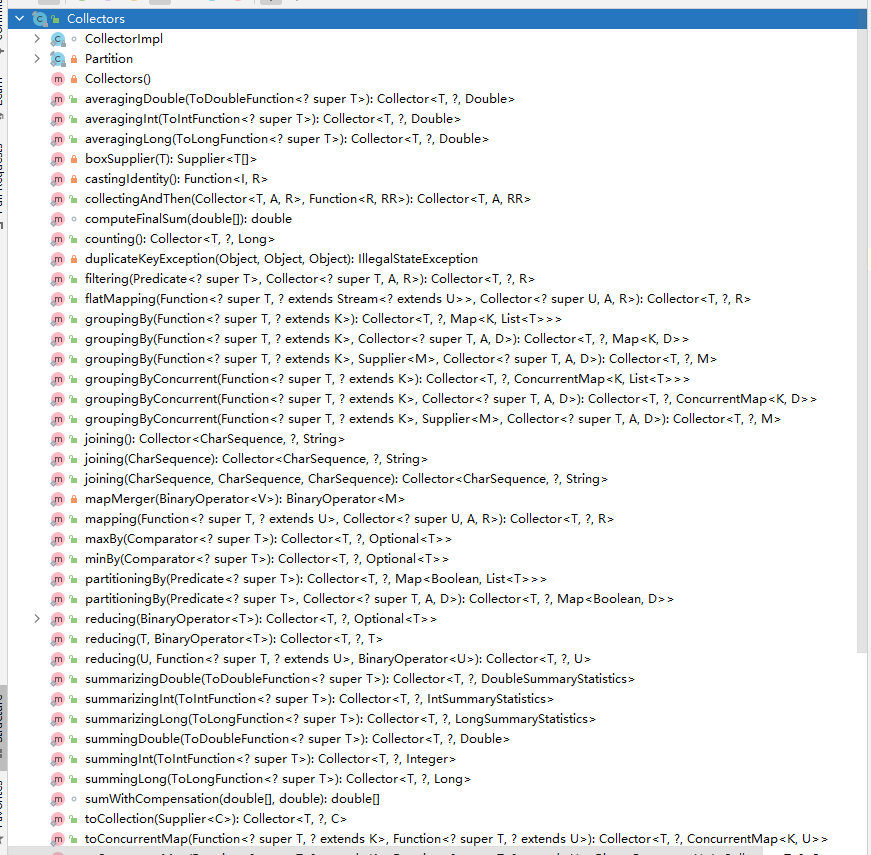 Collectors
CollectorImpl
Partition
Collectors()
averagingDouble(ToDoubleFunction<? super T>): Collector<T, ?, Double>
averagingInt(ToIntFunction<? super T>): Collector<T, ?, Double>
averagingLong(ToLongFunction<? super T>): Collector<T, ?, Double>
boxSupplier(T): Supplier<T[]>
castingIdentity(): Function<I, R>
collectingAndThen(Collector<T, A, R>, Function<R, RR>): Collector<T, A, RR>
computeFinalSum(double[]): double
counting(): Collector<T, ?, Long>
duplicateKeyException(Object, Object, Object): IllegalStateException
filtering(Predicate<? super T>, Collector<? super T, A, R>): Collector<T, ?, R>
flatMapping(Function<? super T, ? extends Stream<? extends U>>, Collector<? super U, A, R>): Collector<T, ?, R>
groupingBy(Function<? super T, ? extends K>): Collector<T, ?, Map<K, List<T>>>
groupingBy(Function<? super T, ? extends K>, Collector<? super T, A, D>): Collector<T, ?, Map<K, D>>
groupingBy(Function<? super T, ? extends K>, Supplier<M>, Collector<? super T, A, D>): Collector<T, ?, M>
groupingByConcurrent(Function<? super T, ? extends K>): Collector<T, ?, ConcurrentMap<K, List<T>>>
groupingByConcurrent(Function<? super T, ? extends K>, Collector<? super T, A, D>): Collector<T, ?, ConcurrentMap<K, D>>
groupingByConcurrent(Function<? super T, ? extends K>, Supplier<M>, Collector<? super T, A, D>): Collector<T, ?, M>
joining(): Collector<CharSequence, ?, String>
joining(CharSequence): Collector<CharSequence, ?, String>
joining(CharSequence, CharSequence, CharSequence): Collector<CharSequence, ?, String>
mapMerger(BinaryOperator<V>): BinaryOperator<M>
mapping(Function<? super T, ? extends U>, Collector<? super U, A, R>): Collector<T, ?, R>
maxBy(Comparator<? super T>): Collector<T, ?, Optional<T>>
minBy(Comparator<? super T>): Collector<T, ?, Optional<T>>
partitioningBy(Predicate<? super T>): Collector<T, ?, Map<Boolean, List<T>>>
partitioningBy(Predicate<? super T>, Collector<? super T, A, D>): Collector<T, ?, Map<Boolean, D>>
reducing(BinaryOperator<T>): Collector<T, ?, Optional<T>>
reducing(T, BinaryOperator<T>): Collector<T, ?, T>
reducing(U, Function<? super T, ? extends U>, BinaryOperator<U>): Collector<T, ?, U>
summarizingDouble(ToDoubleFunction<? super T>): Collector<T, ?, DoubleSummaryStatistics>
summarizingInt(ToIntFunction<? super T>): Collector<T, ?, IntSummaryStatistics>
summarizingLong(ToLongFunction<? super T>): Collector<T, ?, LongSummaryStatistics>
summingDouble(ToDoubleFunction<? super T>): Collector<T, ?, Double>
summingInt(ToIntFunction<? super T>): Collector<T, ?, Integer>
summingLong(ToLongFunction<? super T>): Collector<T, ?, Long>
sumWithCompensation(double[], double): double[]
toCollection(Supplier<C>): Collector<T, ?, C>
toConcurrentMap(Function<? super T, ? extends K>, Function<? super T, ? extends U>): Collector<T, ?, ConcurrentMap<K, U>>